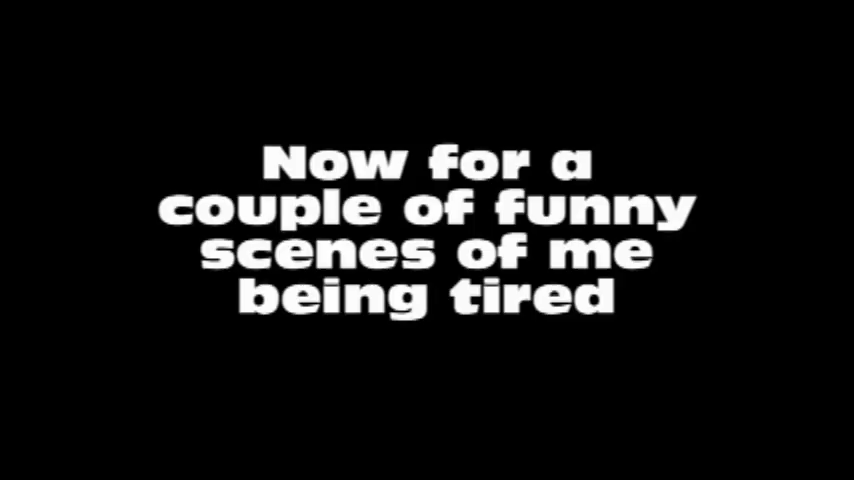 Now for a
couple of funny
scenes of me
being tired